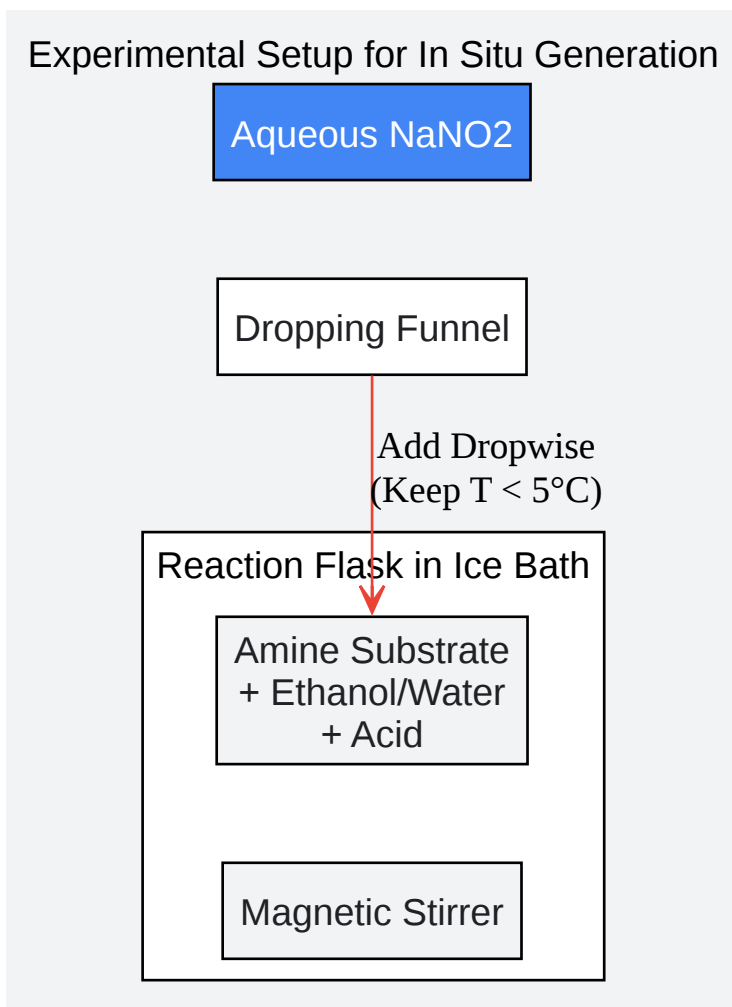 Experimental Setup for In Situ Generation
Aqueous NaNO2
Dropping Funnel
Add Dropwise
(Keep T < 5°C)
Reaction Flask in Ice Bath
Amine Substrate
+ Ethanol/Water
+ Acid
Magnetic Stirrer